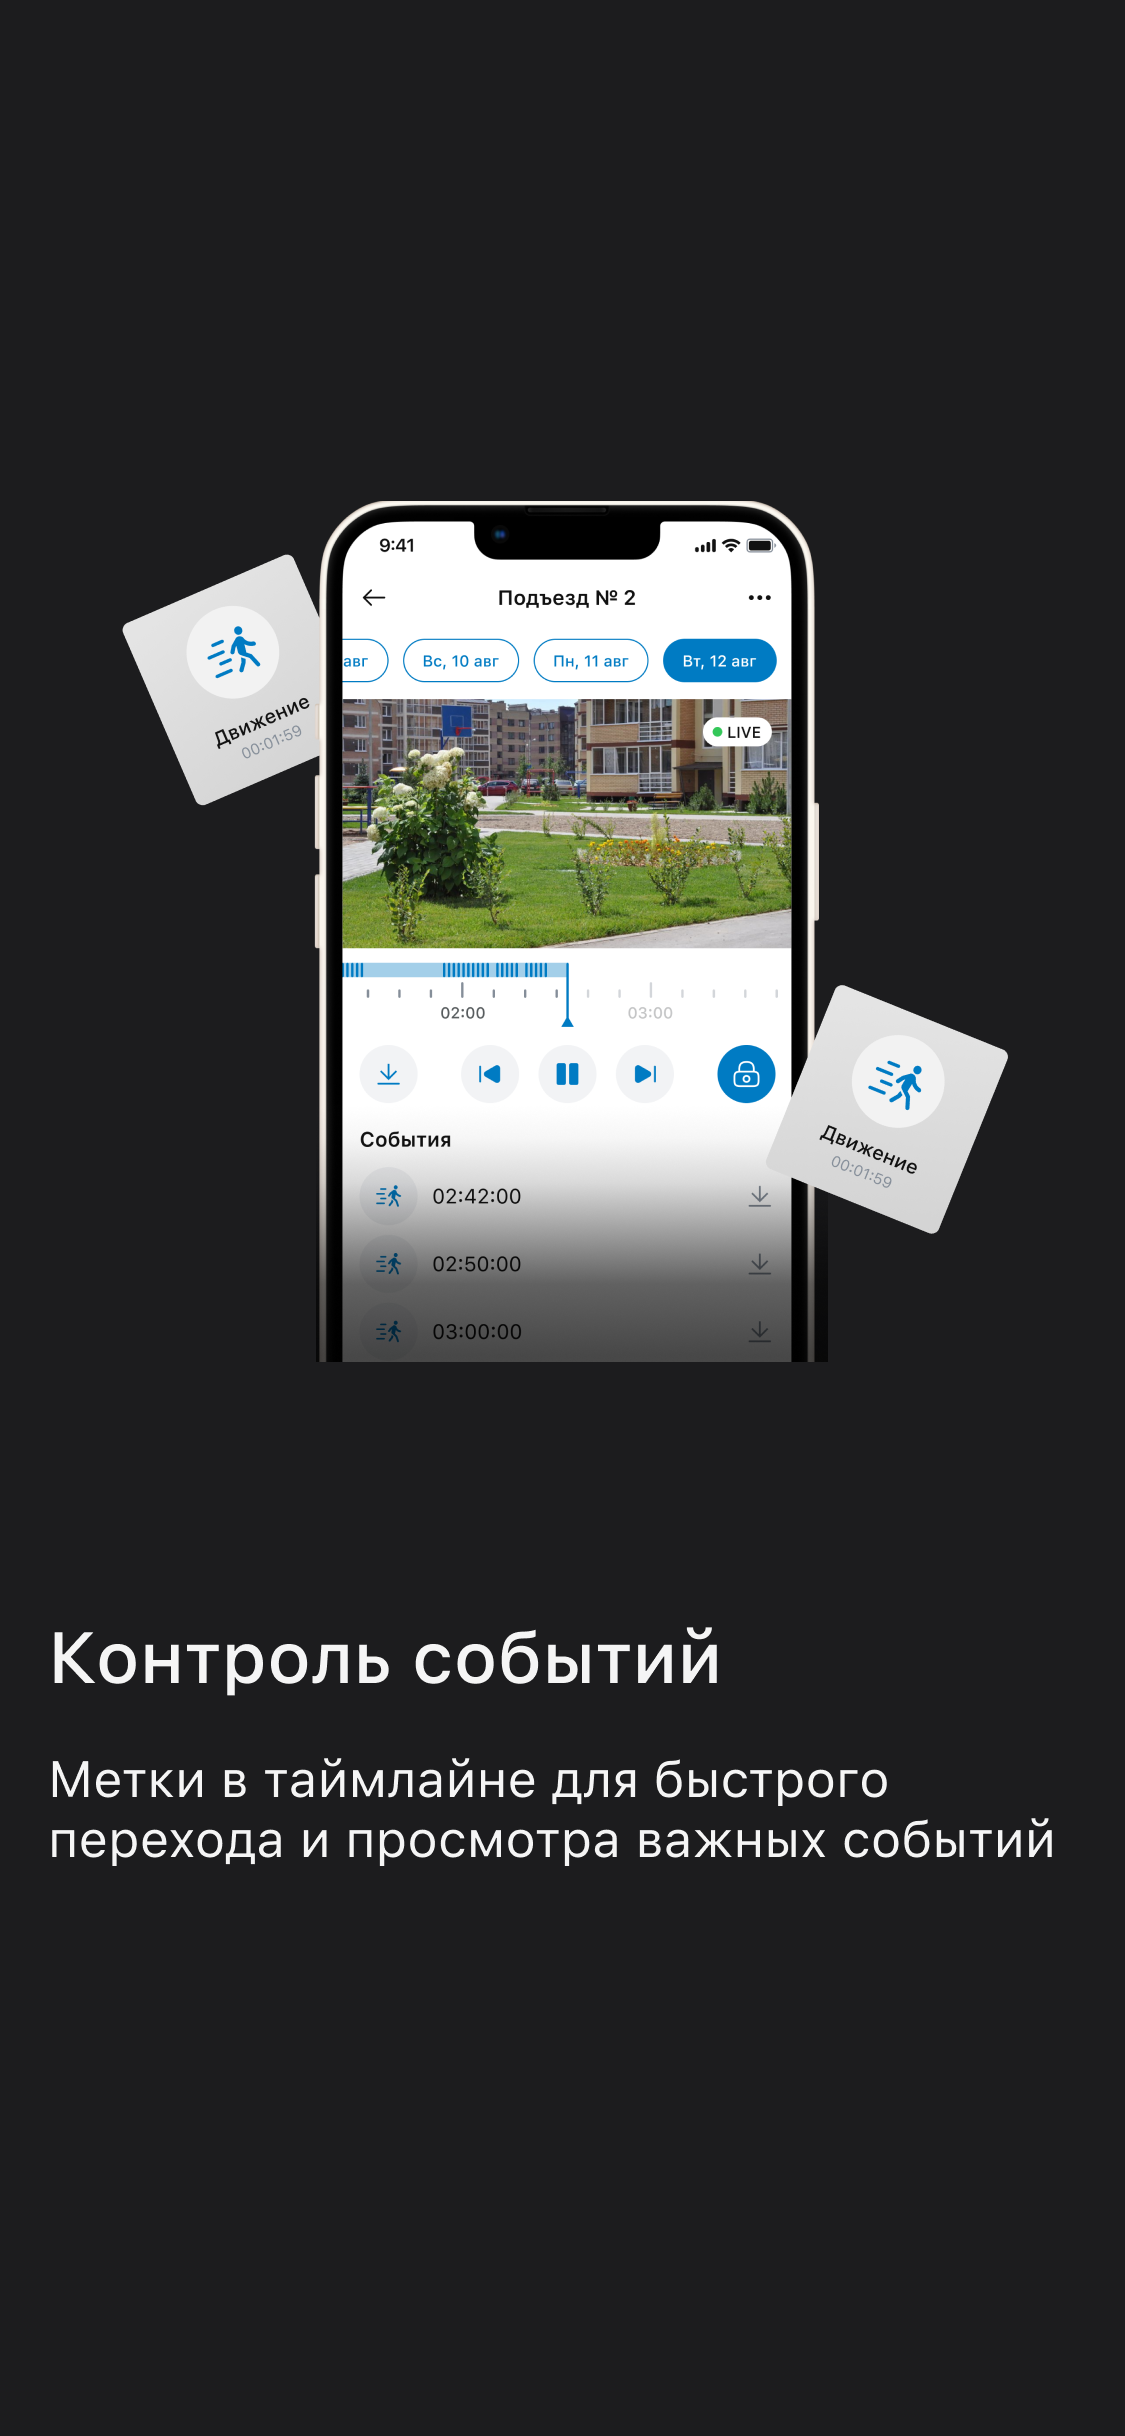 9:41
Подъезд № 2
авг
Вс, 10 авг
Пн, 11 авг
Вт, 12 авг
Движение
00:01:59
LIVE
02:00
03:00
Движение
00:01:59
События
02:42:00
02:50:00
03:00:00
Контроль событий
Метки в таймлайне для быстрого
перехода и просмотра важных событий